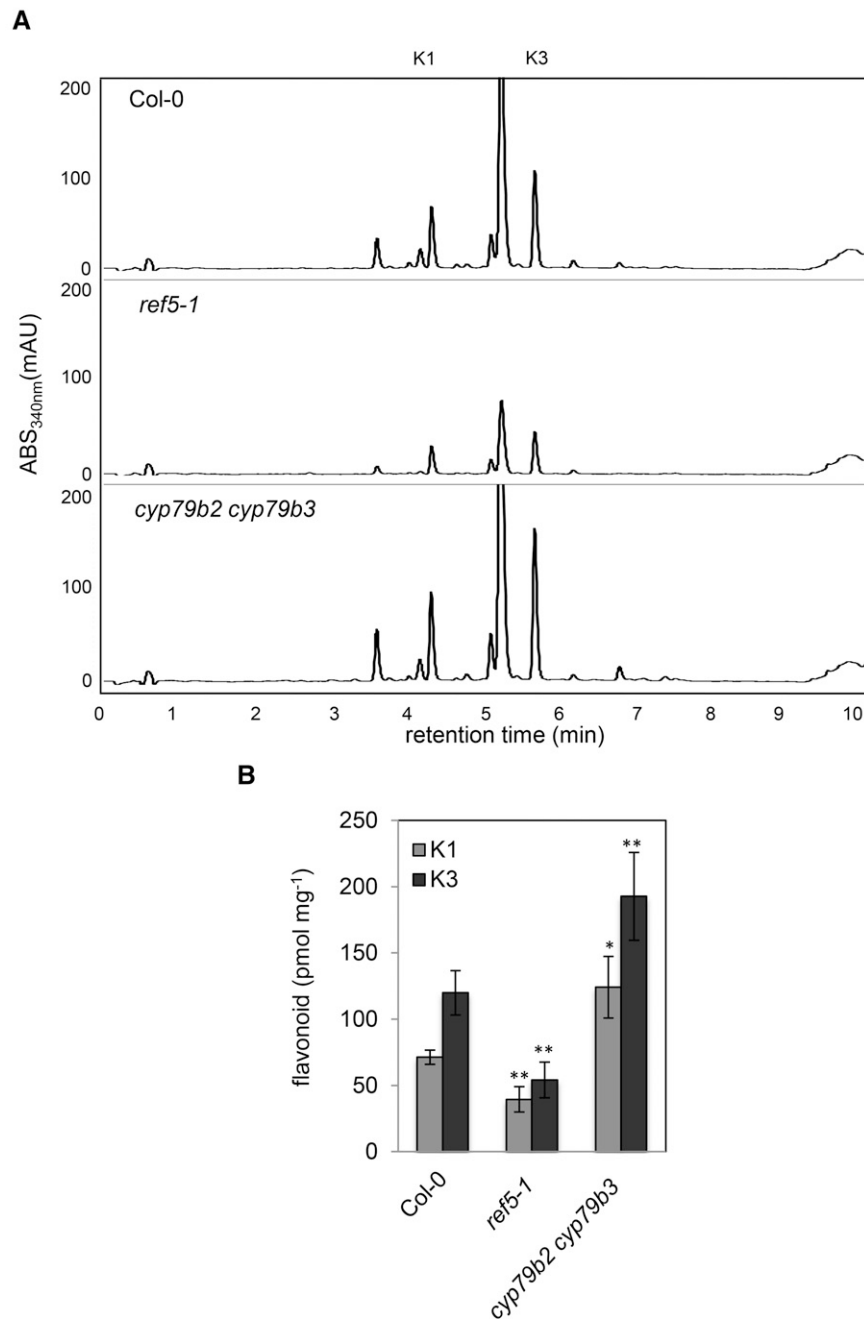 A
K1 K3
200
Col-0
100
0
200
ref5-1
100
0
200
cyp79b2 cyp79b3
100
0
ABS340nm(mAU)
0 1 2 3 4 5 6 7 8 9 10
retention time (min)
B
250
200
150
100
50
0
flavonoid (pmol mg-1)
K1
K3
** ** * **
Col-0
ref5-1
cyp79b2 cyp79b3